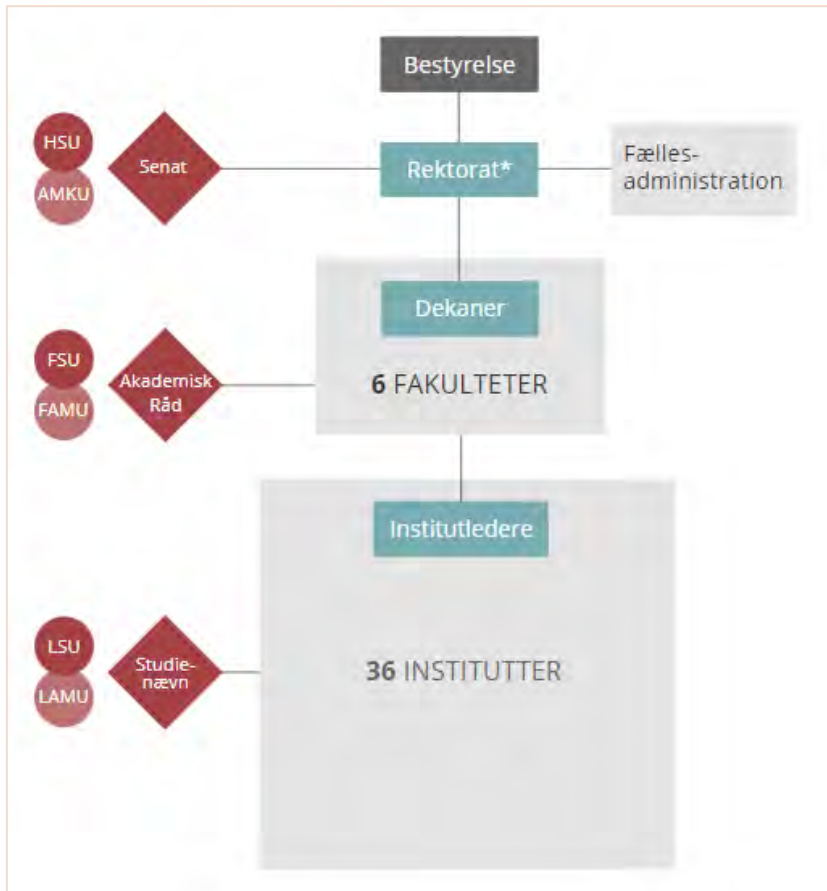 Bestyrelse
HSU
AMKU
Senat
Rektorat*
Fælles-
administration
Dekaner
6 FAKULTETER
FSU
FAMU
Akademisk
Råd
Institutledere
36 INSTITUTTER
LSU
LAMU
Studie-
nævn